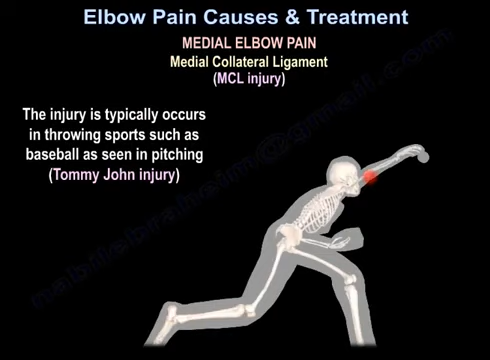 Elbow Pain Causes & Treatment
MEDIAL ELBOW PAIN
Medial Collateral Ligament
(MCL injury)
The injury is typically occurs
in throwing sports such as
baseball as seen in pitching
(Tommy John injury)